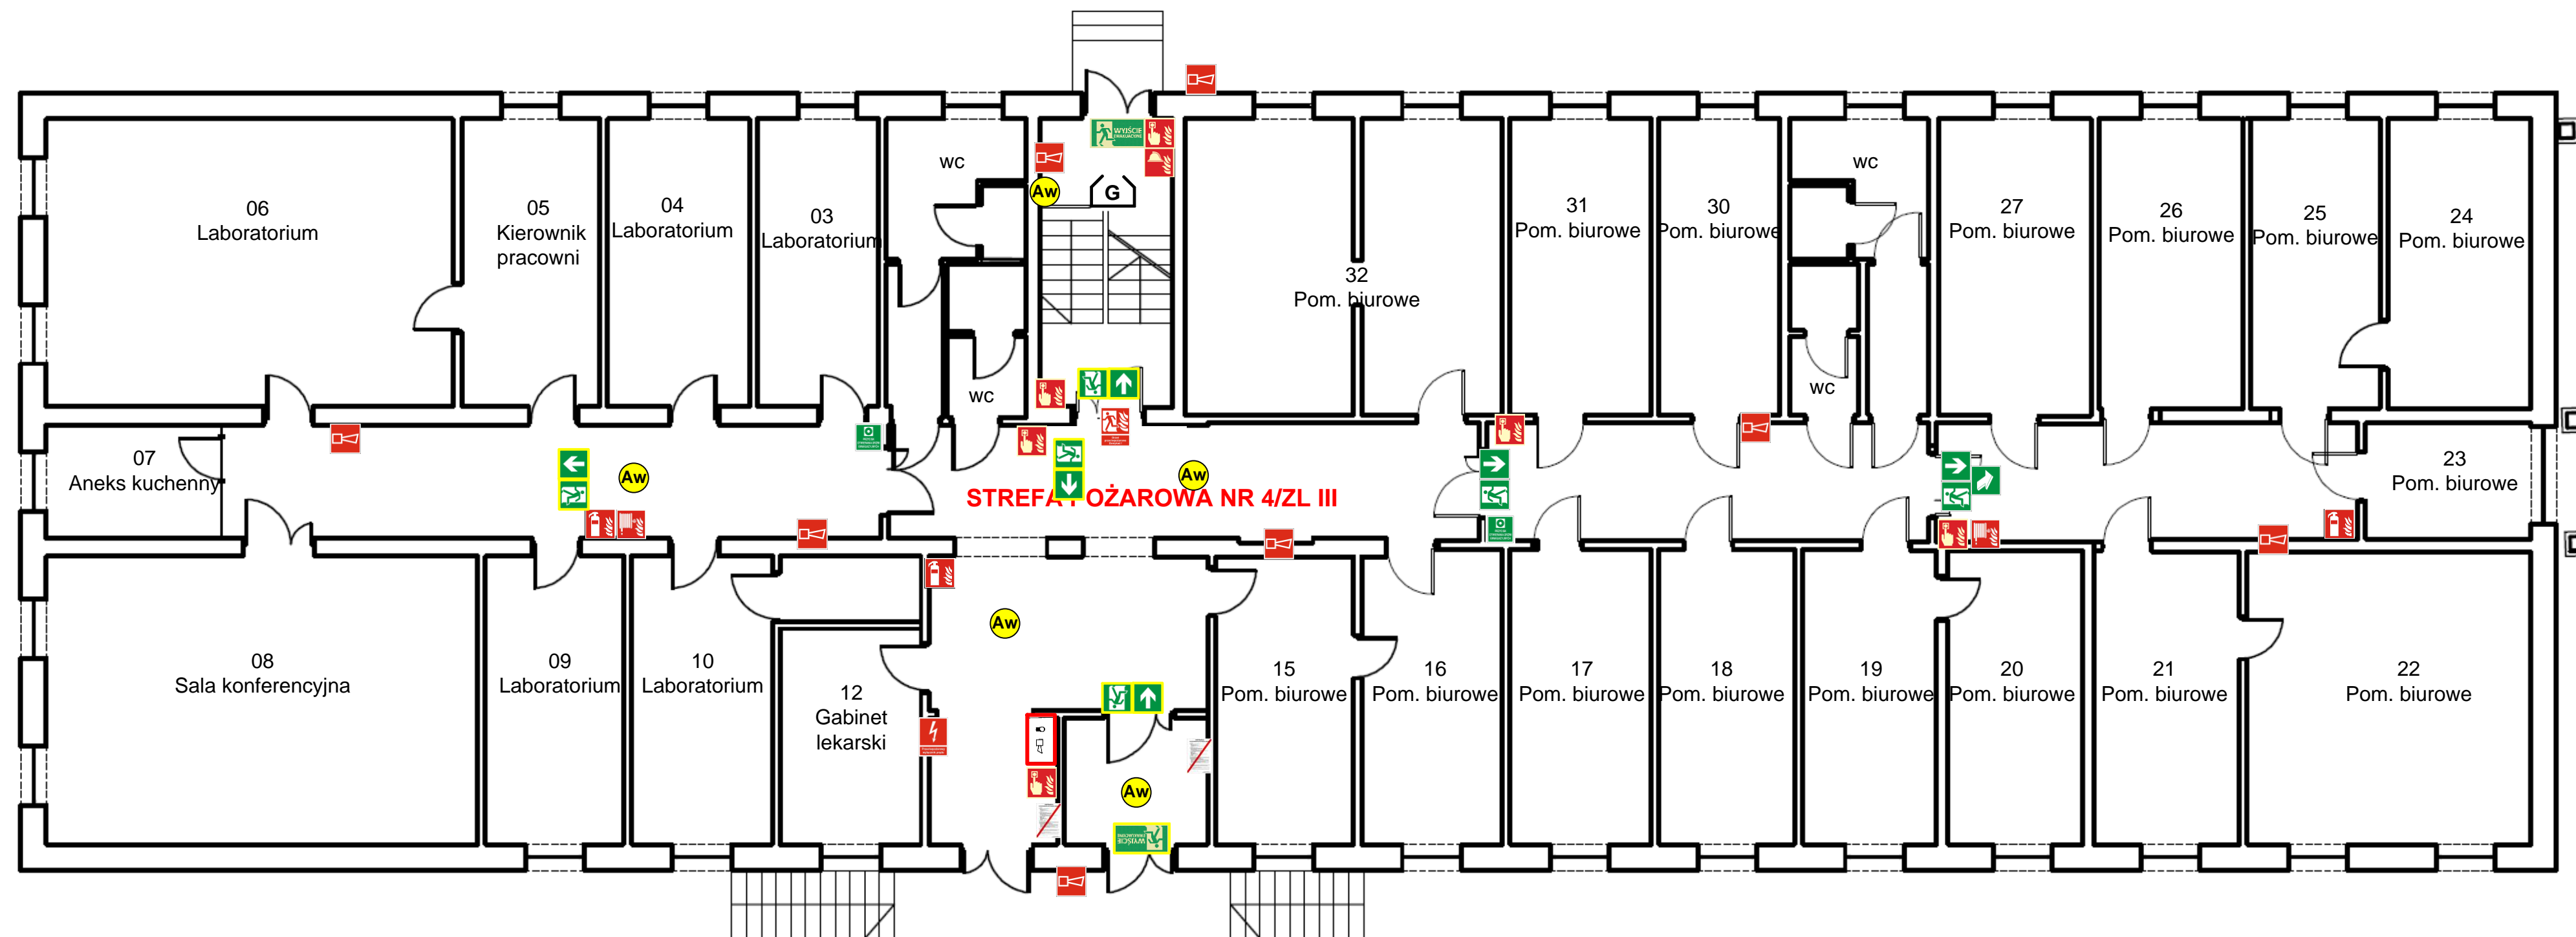 WYJŚCIE
EWAKUACYJNE
wc
wc
Aw
G
06
Laboratorium
05
Kierownik
pracowni
04
Laboratorium
03
Laboratorium
31
Pom. biurowe
30
Pom. biurowe
27
Pom. biurowe
26
Pom. biurowe
25
Pom. biurowe
24
Pom. biurowe
32
Pom. biurowe
wc
wc
07
Aneks kuchenny
Aw
Aw
STREFA POŻAROWA NR 4/ZL III
23
Pom. biurowe
Aw
08
Sala konferencyjna
09
Laboratorium
10
Laboratorium
12
Gabinet
lekarski
15
Pom. biurowe
16
Pom. biurowe
17
Pom. biurowe
18
Pom. biurowe
19
Pom. biurowe
20
Pom. biurowe
21
Pom. biurowe
22
Pom. biurowe
Aw
WYJŚCIE
EWAKUACYJNE